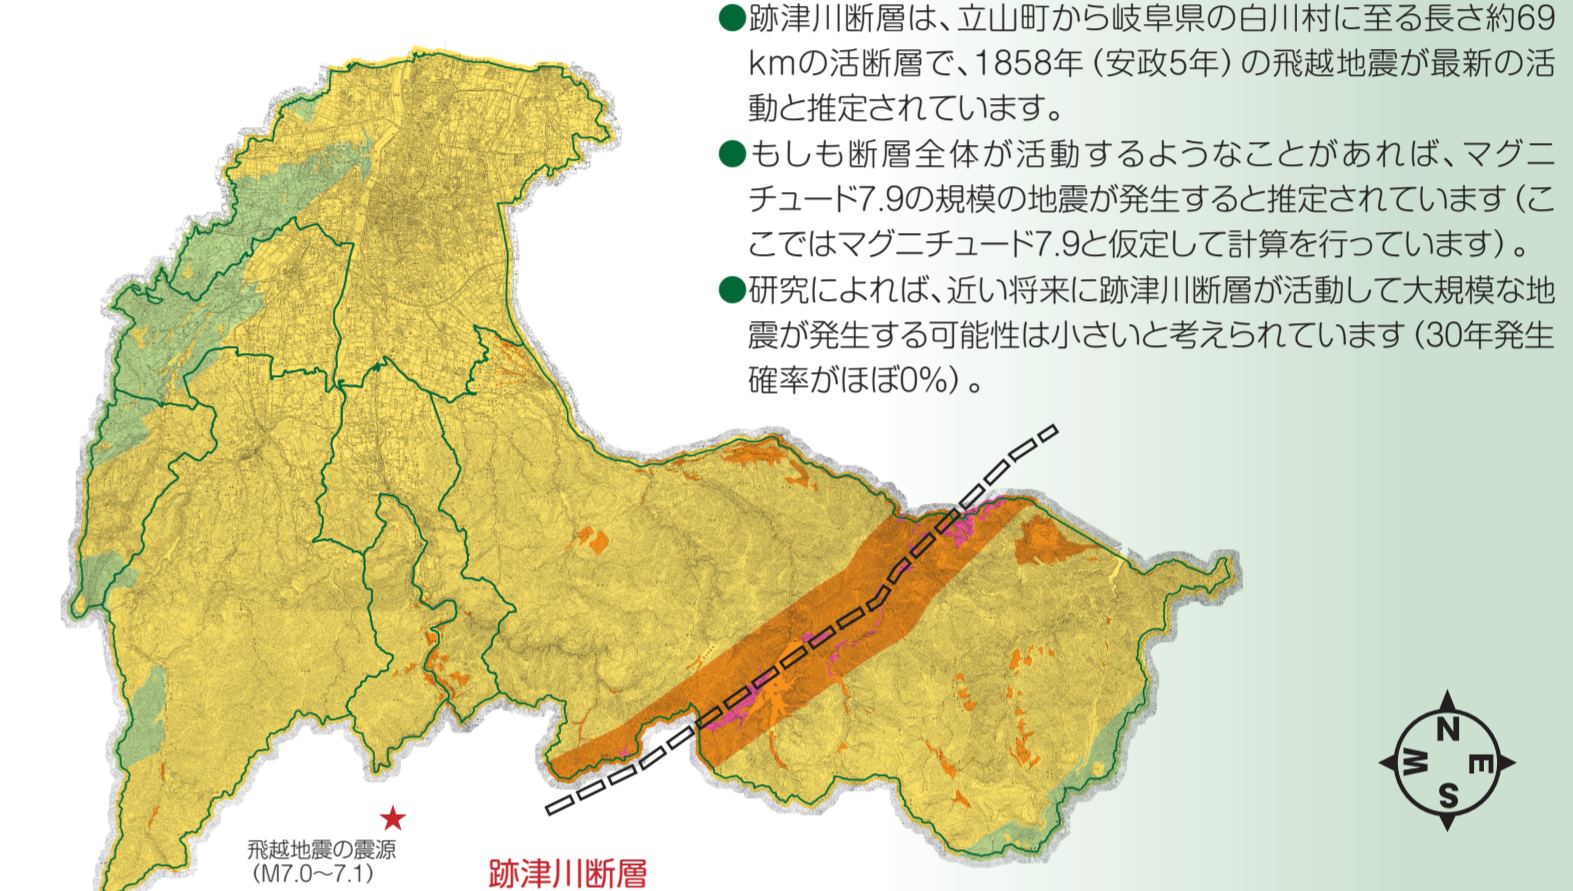 ●跡津川断層は、立山町から岐阜県の白川村に至る長さ約69
kmの活断層で、1858年（安政5年）の飛越地震が最新の活
動と推定されています。
●もしも断層全体が活動するようなことがあれば、マグニ
チュード7.9の規模の地震が発生すると推定されています（こ
こではマグニチュード7.9と仮定して計算を行っています）。
●研究によれば、近い将来に跡津川断層が活動して大規模な地
震が発生する可能性は小さいと考えられています（30年発生
確率がほぼ0%）。
N
W
E
S
飛越地震の震源
（M7.0～7.1）
跡津川断層